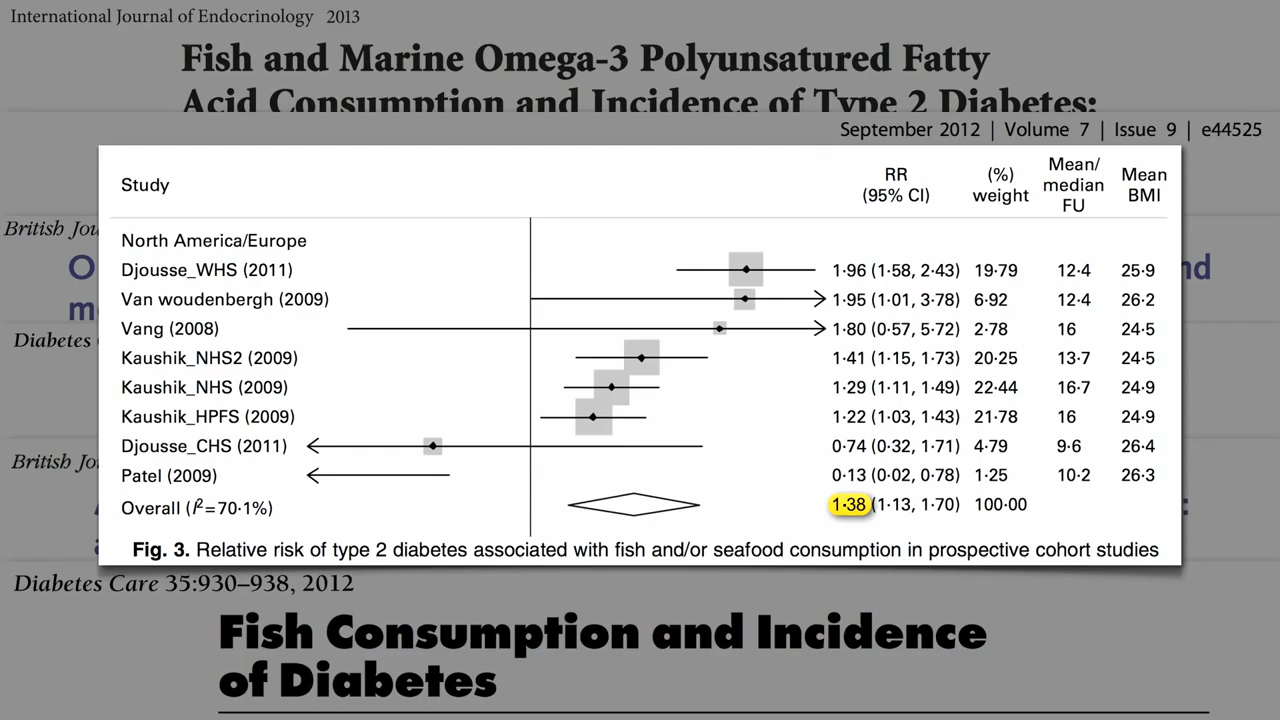 International Journal of Endocrinology 2013
Fish and Marine Omega-3 Polyunsaturated Fatty
Acid Consumption and Incidence of Type 2 Diabetes:
September 2012 | Volume 7 | Issue 9 | e44525
British Jou
O nd
m
Diabetes
British Jo
a :
Study RR (95% CI) (%) weight Mean/ median FU Mean BMI
North America/Europe
Djousse_WHS (2011) 1·96 (1·58, 2·43) 19·79 12·4 25·9
Van woudenbergh (2009) 1·95 (1·01, 3·78) 6·92 12·4 26·2
Vang (2008) 1·80 (0·57, 5·72) 2·78 16 24·5
Kaushik_NHS2 (2009) 1·41 (1·15, 1·73) 20·25 13·7 24·5
Kaushik_NHS (2009) 1·29 (1·11, 1·49) 22·44 16·7 24·9
Kaushik_HPFS (2009) 1·22 (1·03, 1·43) 21·78 16 24·9
Djousse_CHS (2011) 0·74 (0·32, 1·71) 4·79 9·6 26·4
Patel (2009) 0·13 (0·02, 0·78) 1·25 10·2 26·3
Overall (I²=70·1%) 1·38 (1·13, 1·70) 100·00
Fig. 3. Relative risk of type 2 diabetes associated with fish and/or seafood consumption in prospective cohort studies
Diabetes Care 35:930–938, 2012
Fish Consumption and Incidence
of Diabetes